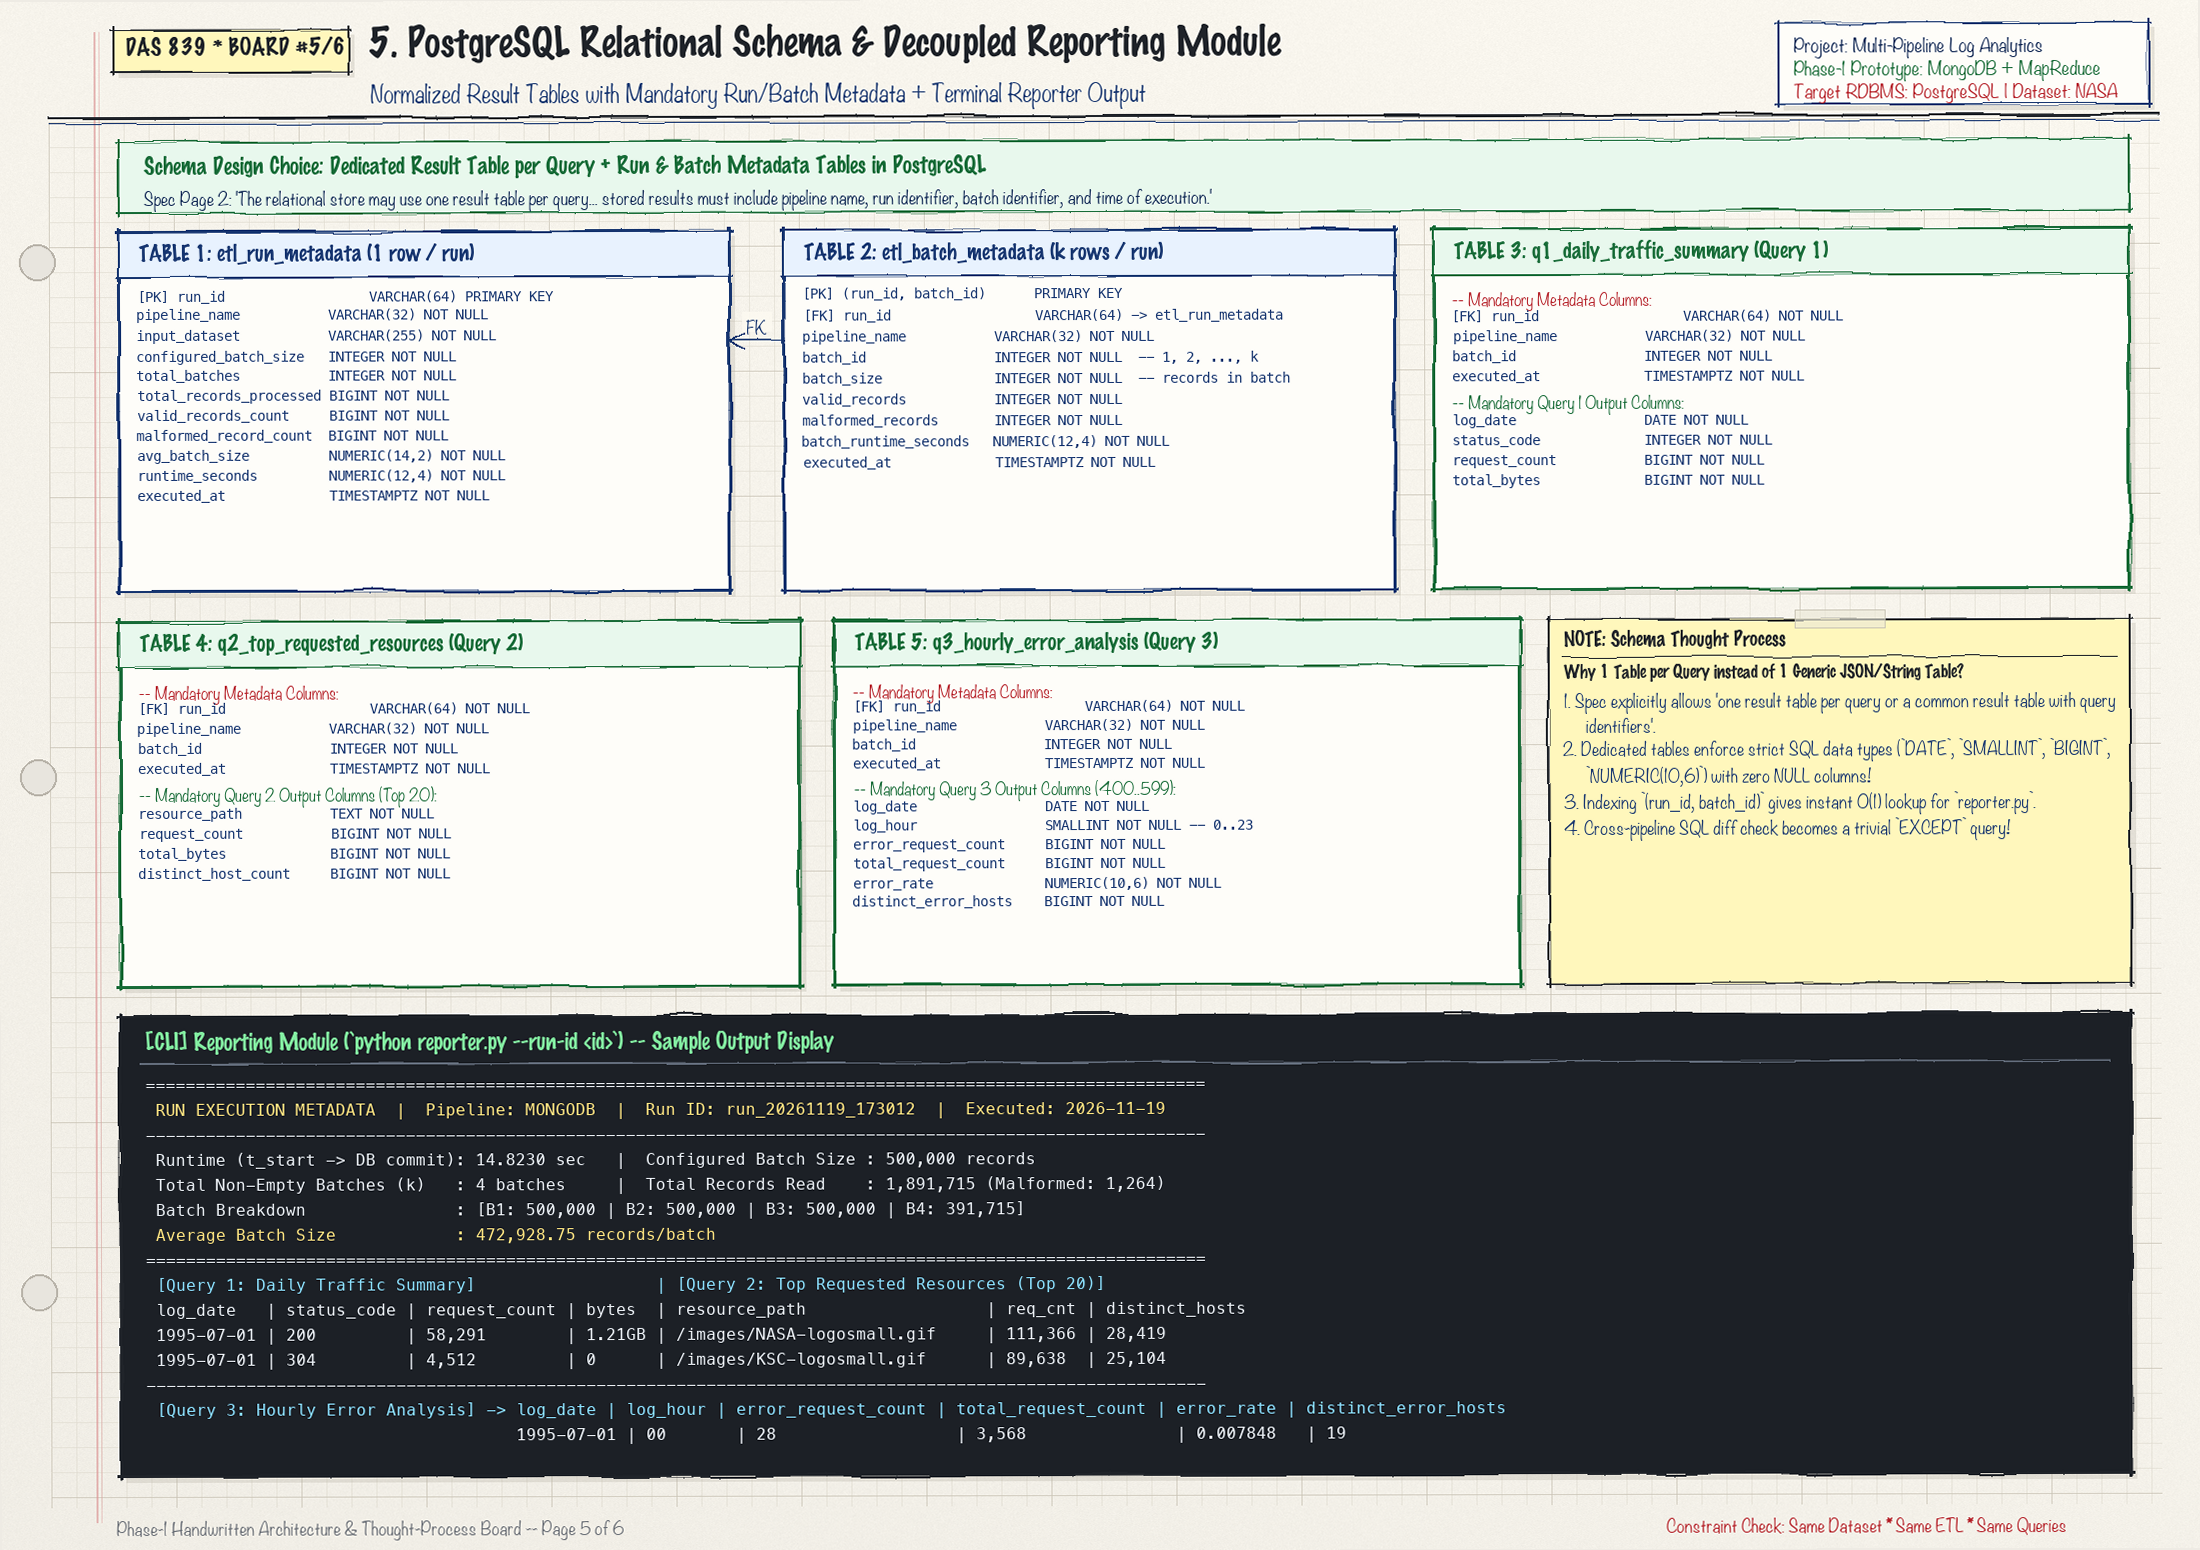 DAS 839 * BOARD #5/6
5. PostgreSQL Relational Schema & Decoupled Reporting Module
Normalized Result Tables with Mandatory Run/Batch Metadata + Terminal Reporter Output
Project: Multi-Pipeline Log Analytics
Phase-1 Prototype: MongoDB + MapReduce
Target RDBMS: PostgreSQL | Dataset: NASA
Schema Design Choice: Dedicated Result Table per Query + Run & Batch Metadata Tables in PostgreSQL
Spec Page 2: 'The relational store may use one result table per query... stored results must include pipeline name, run identifier, batch identifier, and time of execution.'
TABLE 1: etl_run_metadata (1 row / run)
[PK] run_id VARCHAR(64) PRIMARY KEY
pipeline_name VARCHAR(32) NOT NULL
input_dataset VARCHAR(255) NOT NULL
configured_batch_size INTEGER NOT NULL
total_batches INTEGER NOT NULL
total_records_processed BIGINT NOT NULL
valid_records_count BIGINT NOT NULL
malformed_record_count BIGINT NOT NULL
avg_batch_size NUMERIC(14,2) NOT NULL
runtime_seconds NUMERIC(12,4) NOT NULL
executed_at TIMESTAMPTZ NOT NULL
FK
TABLE 2: etl_batch_metadata (k rows / run)
[PK] (run_id, batch_id) PRIMARY KEY
[FK] run_id VARCHAR(64) -> etl_run_metadata
pipeline_name VARCHAR(32) NOT NULL
batch_id INTEGER NOT NULL -- 1, 2, ..., k
batch_size INTEGER NOT NULL -- records in batch
valid_records INTEGER NOT NULL
malformed_records INTEGER NOT NULL
batch_runtime_seconds NUMERIC(12,4) NOT NULL
executed_at TIMESTAMPTZ NOT NULL
TABLE 3: q1_daily_traffic_summary (Query 1)
-- Mandatory Metadata Columns:
[FK] run_id VARCHAR(64) NOT NULL
pipeline_name VARCHAR(32) NOT NULL
batch_id INTEGER NOT NULL
executed_at TIMESTAMPTZ NOT NULL
-- Mandatory Query 1 Output Columns:
log_date DATE NOT NULL
status_code INTEGER NOT NULL
request_count BIGINT NOT NULL
total_bytes BIGINT NOT NULL
TABLE 4: q2_top_requested_resources (Query 2)
-- Mandatory Metadata Columns:
[FK] run_id VARCHAR(64) NOT NULL
pipeline_name VARCHAR(32) NOT NULL
batch_id INTEGER NOT NULL
executed_at TIMESTAMPTZ NOT NULL
-- Mandatory Query 2 Output Columns (Top 20):
resource_path TEXT NOT NULL
request_count BIGINT NOT NULL
total_bytes BIGINT NOT NULL
distinct_host_count BIGINT NOT NULL
TABLE 5: q3_hourly_error_analysis (Query 3)
-- Mandatory Metadata Columns:
[FK] run_id VARCHAR(64) NOT NULL
pipeline_name VARCHAR(32) NOT NULL
batch_id INTEGER NOT NULL
executed_at TIMESTAMPTZ NOT NULL
-- Mandatory Query 3 Output Columns (400..599):
log_date DATE NOT NULL
log_hour SMALLINT NOT NULL -- 0..23
error_request_count BIGINT NOT NULL
total_request_count BIGINT NOT NULL
error_rate NUMERIC(10,6) NOT NULL
distinct_error_hosts BIGINT NOT NULL
NOTE: Schema Thought Process
Why 1 Table per Query instead of 1 Generic JSON/String Table?
1. Spec explicitly allows 'one result table per query or a common result table with query
identifiers'.
2. Dedicated tables enforce strict SQL data types (`DATE`, `SMALLINT`, `BIGINT`,
`NUMERIC(10,6)`) with zero NULL columns!
3. Indexing `(run_id, batch_id)` gives instant O(1) lookup for `reporter.py`.
4. Cross-pipeline SQL diff check becomes a trivial `EXCEPT` query!
[CLI] Reporting Module (`python reporter.py --run-id <id>`) -- Sample Output Display
==========================================================================================================
RUN EXECUTION METADATA | Pipeline: MONGODB | Run ID: run_20261119_173012 | Executed: 2026-11-19
----------------------------------------------------------------------------------------------------------
Runtime (t_start -> DB commit): 14.8230 sec | Configured Batch Size : 500,000 records
Total Non-Empty Batches (k) : 4 batches | Total Records Read : 1,891,715 (Malformed: 1,264)
Batch Breakdown : [B1: 500,000 | B2: 500,000 | B3: 500,000 | B4: 391,715]
Average Batch Size : 472,928.75 records/batch
==========================================================================================================
[Query 1: Daily Traffic Summary] | [Query 2: Top Requested Resources (Top 20)]
log_date | status_code | request_count | bytes | resource_path | req_cnt | distinct_hosts
1995-07-01 | 200 | 58,291 | 1.21GB | /images/NASA-logosmall.gif | 111,366 | 28,419
1995-07-01 | 304 | 4,512 | 0 | /images/KSC-logosmall.gif | 89,638 | 25,104
----------------------------------------------------------------------------------------------------------
[Query 3: Hourly Error Analysis] -> log_date | log_hour | error_request_count | total_request_count | error_rate | distinct_error_hosts
1995-07-01 | 00 | 28 | 3,568 | 0.007848 | 19
Phase-1 Handwritten Architecture & Thought-Process Board -- Page 5 of 6
Constraint Check: Same Dataset * Same ETL * Same Queries